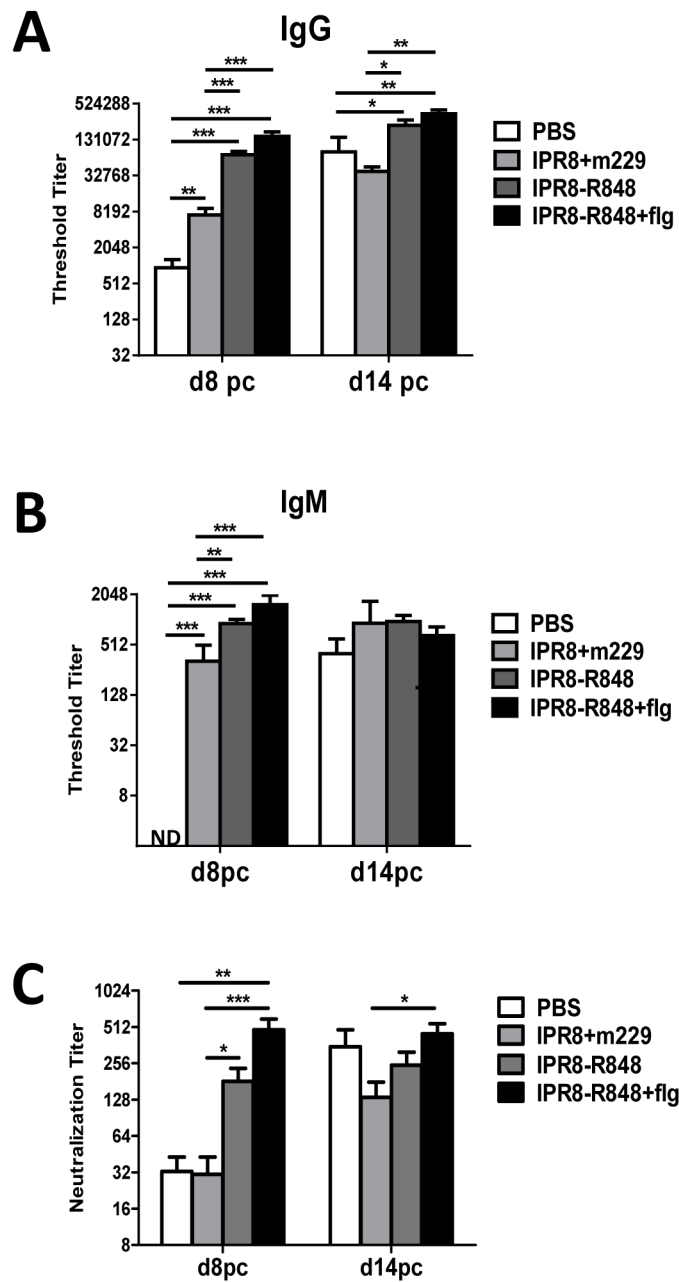 A
IgG
**
***
*
***
**
***
*
***
**
524288
131072
32768
8192
2048
512
128
32
Threshold Titer
d8 pc
d14 pc
PBS
IPR8+m229
IPR8-R848
IPR8-R848+flg
B
IgM
***
**
***
***
***
2048
512
128
32
8
Threshold Titer
ND
d8pc
d14pc
PBS
IPR8+m229
IPR8-R848
IPR8-R848+flg
C
**
***
*
*
1024
512
256
128
64
32
16
8
Neutralization Titer
d8pc
d14pc
PBS
IPR8+m229
IPR8-R848
IPR8-R848+flg